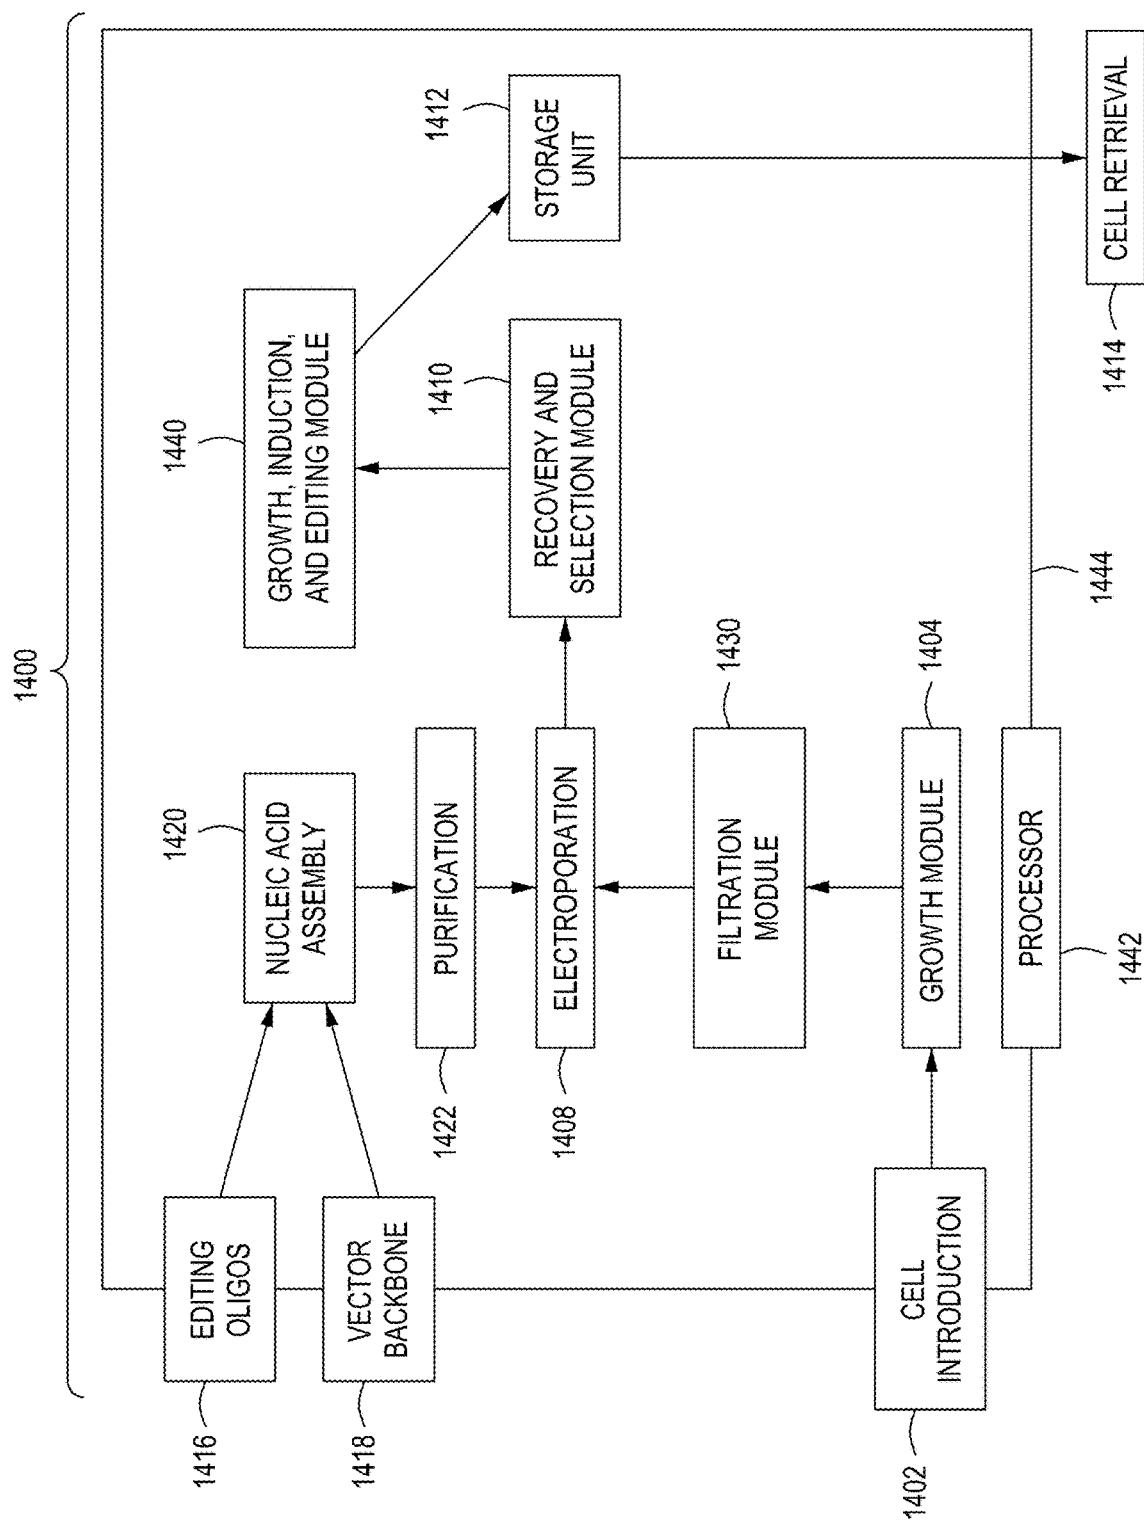 1400
EDITING
OLIGOS
1416
VECTOR
BACKBONE
1418
NUCLEIC ACID
ASSEMBLY
1420
PURIFICATION
1422
ELECTROPORATION
1408
FILTRATION
MODULE
1430
GROWTH MODULE
1404
CELL
INTRODUCTION
1402
PROCESSOR
1442
1444
GROWTH, INDUCTION,
AND EDITING MODULE
1440
RECOVERY AND
SELECTION MODULE
1410
STORAGE
UNIT
1412
CELL RETRIEVAL
1414